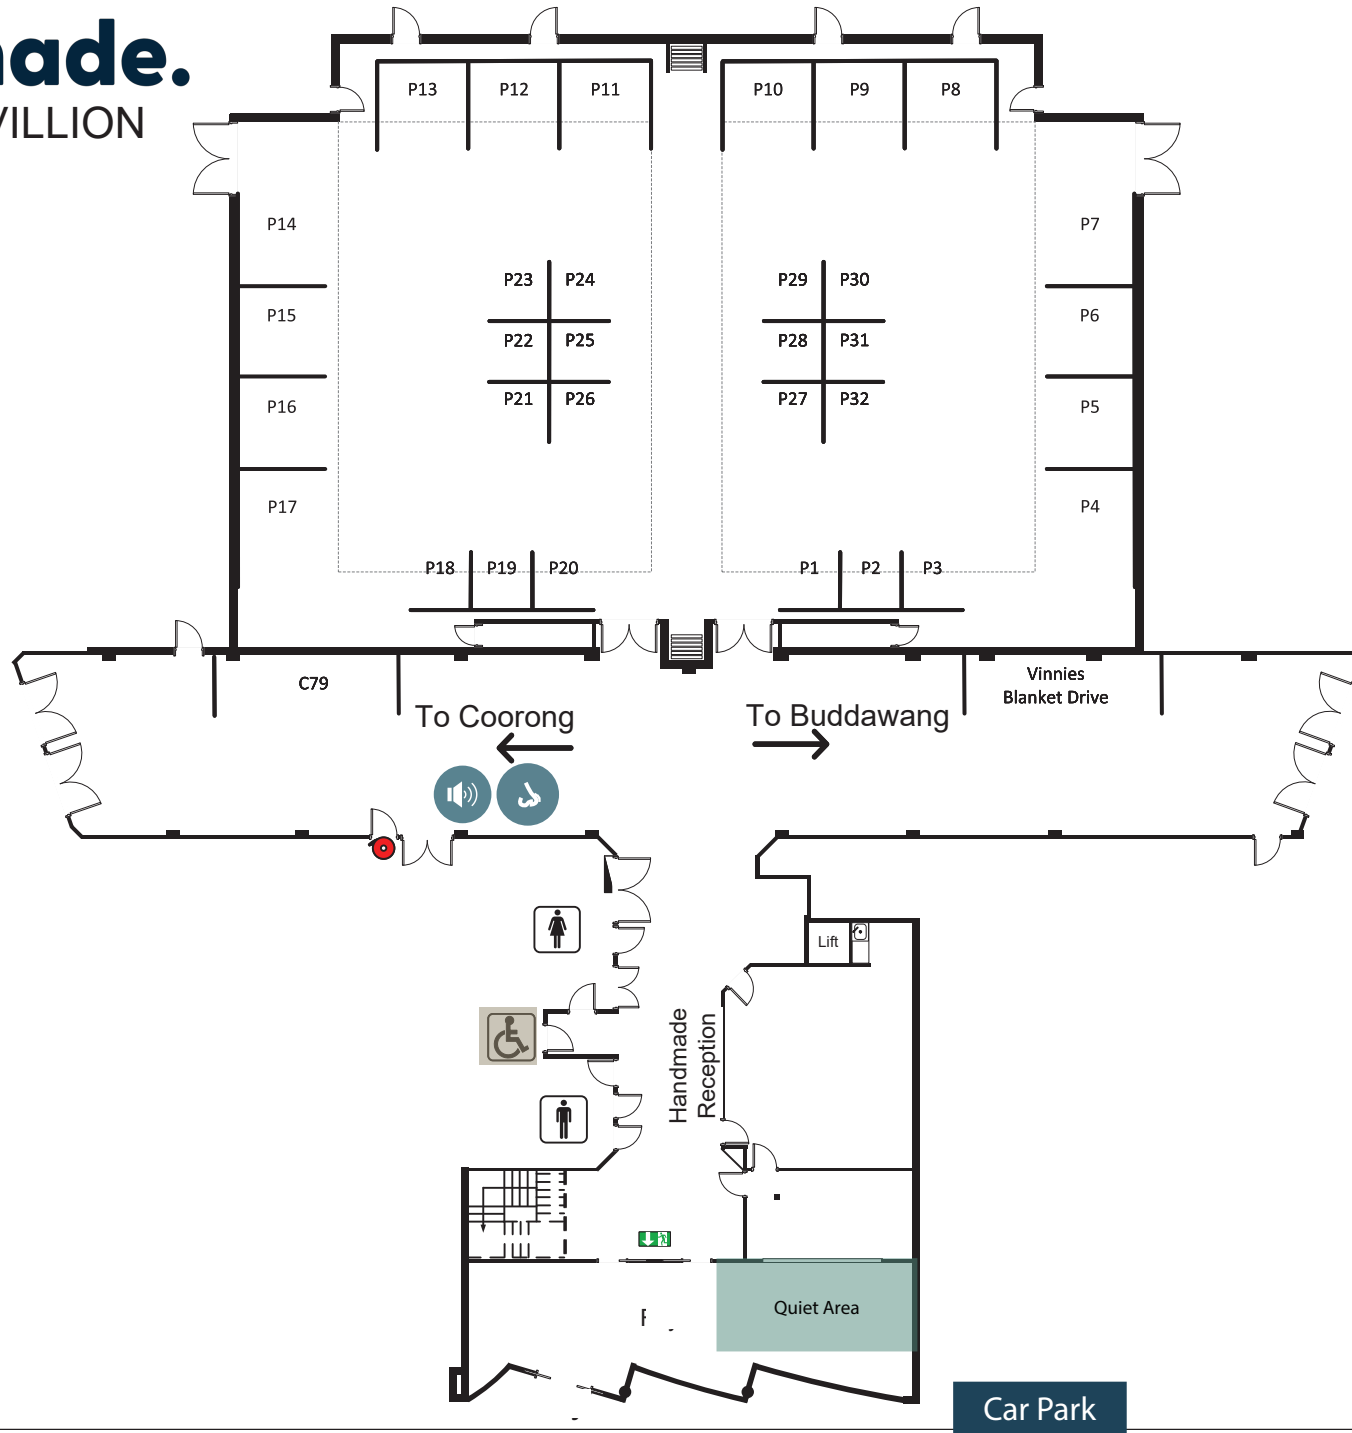 P13 P12 P11 P10 P9 P8
P14 P7
P23 P24 P29 P30
P15 P6
P22 P25 P28 P31
P21 P26 P27 P32
P16 P5
P17 P4
P18 P19 P20 P1 P2 P3
C79
Vinnies
Blanket Drive
To Coorong
To Buddawang
Lift
Handmade
Reception
Quiet Area
Car Park